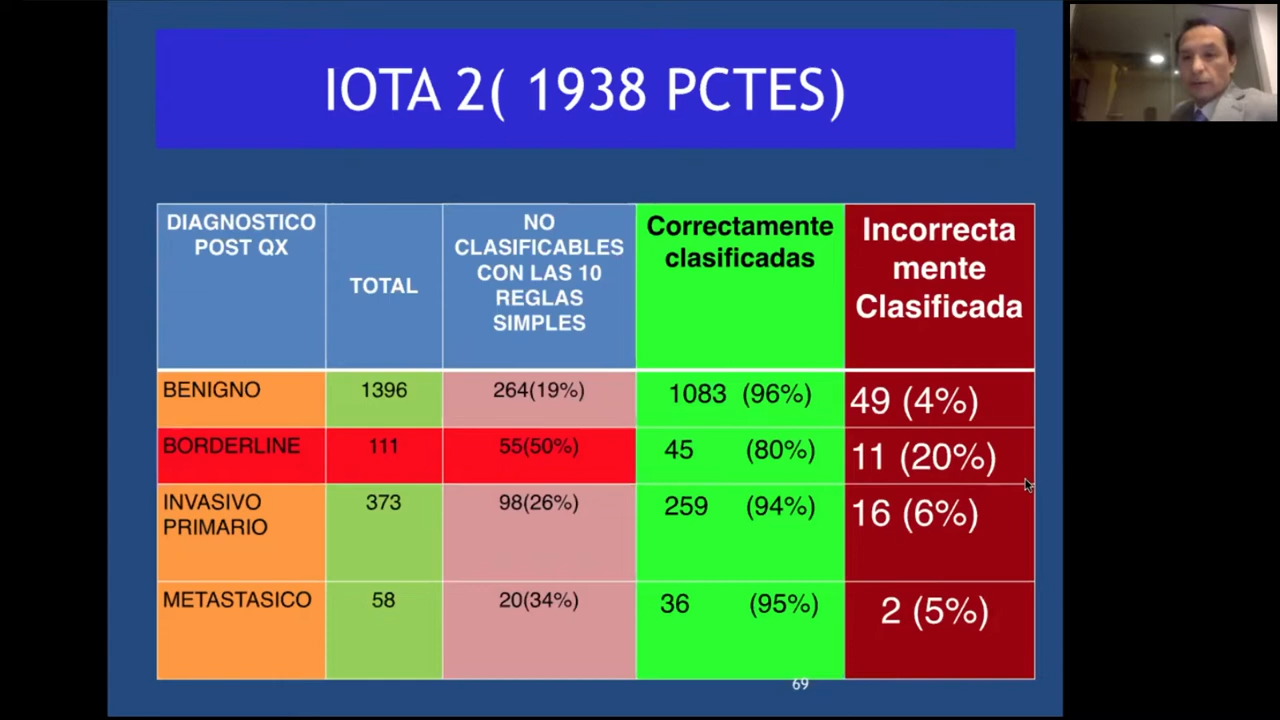 IOTA 2( 1938 PCTES)
DIAGNOSTICO
POST QX
TOTAL
NO
CLASIFICABLES
CON LAS 10
REGLAS
SIMPLES
Correctamente
clasificadas
Incorrecta
mente
Clasificada
BENIGNO
1396
264(19%)
1083 (96%)
49 (4%)
BORDERLINE
111
55(50%)
45 (80%)
11 (20%)
INVASIVO
PRIMARIO
373
98(26%)
259 (94%)
16 (6%)
METASTASICO
58
20(34%)
36 (95%)
2 (5%)
69